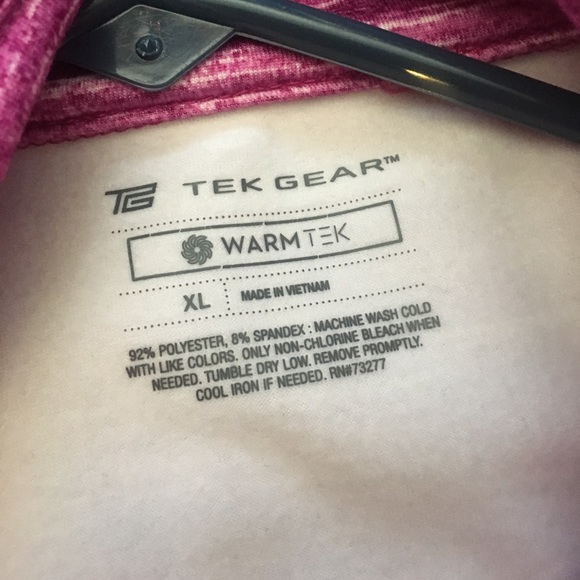 TG TEK GEAR™
WARMTEK
XL MADE IN VIETNAM
92% POLYESTER, 8% SPANDEX : MACHINE WASH COLD
WITH LIKE COLORS. ONLY NON-CHLORINE BLEACH WHEN
NEEDED. TUMBLE DRY LOW. REMOVE PROMPTLY.
COOL IRON IF NEEDED. RN#73277